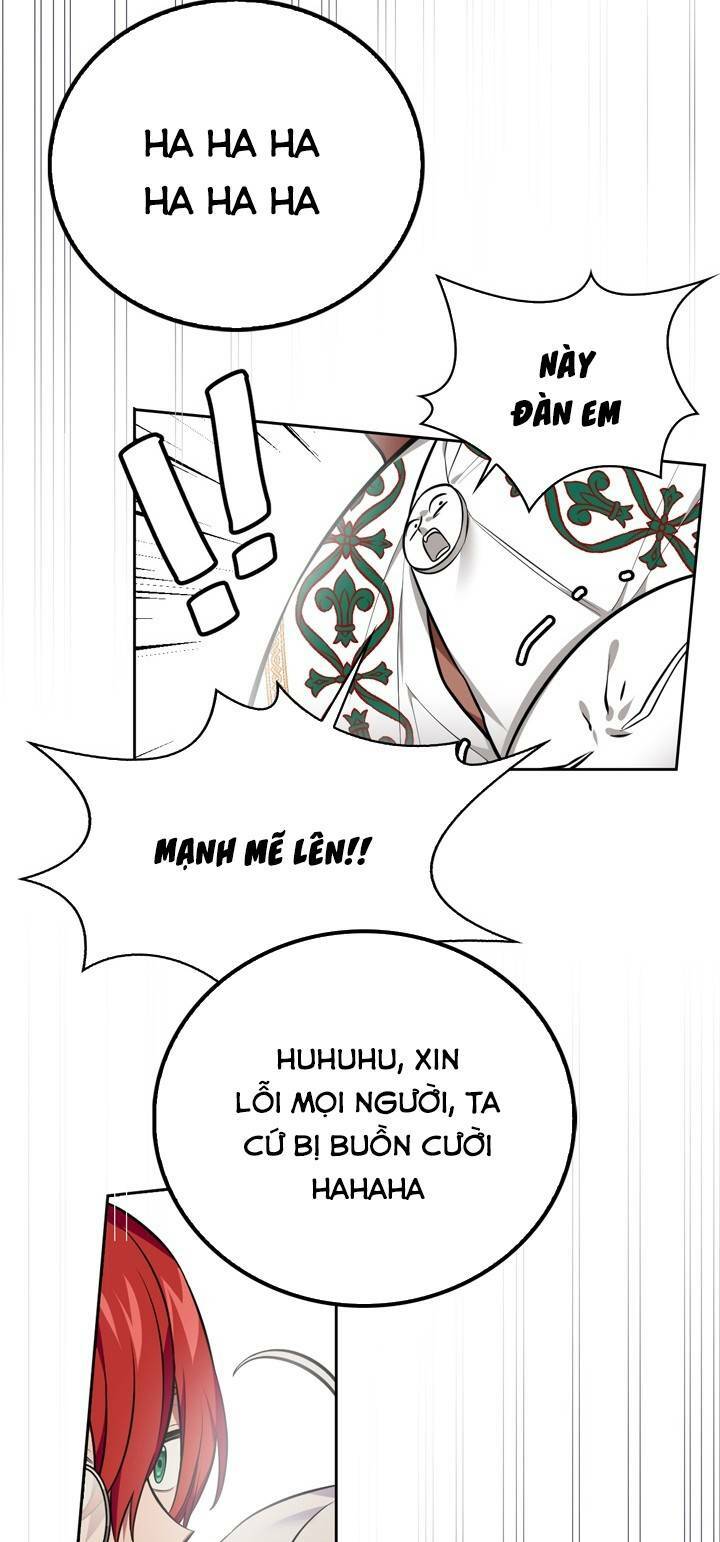 HA HA HA
HA HA HA
NÀY
ĐÀN EM
!!
MẠNH MẼ LÊN!!
HUHUHU, XIN
LỖI MỌI NGƯỜI, TA
CỨ BỊ BUỒN CƯỜI
HAHAHA